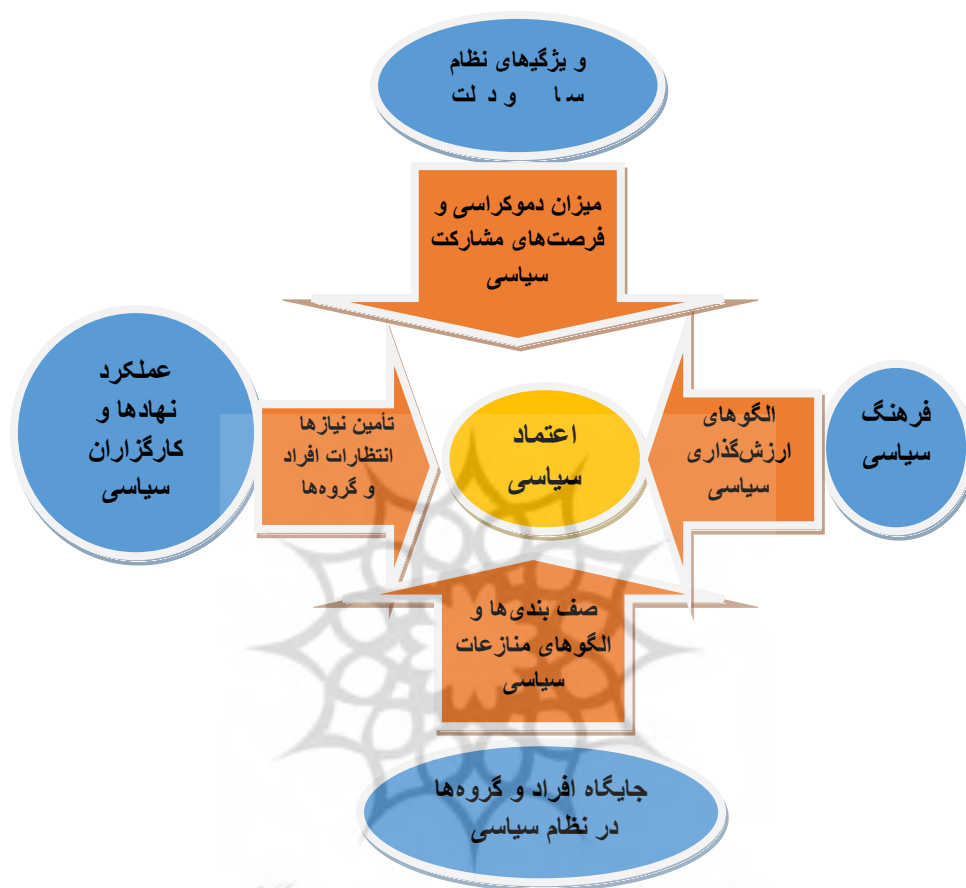 و یژگیهای نظام
سا و د لت
میزان دموکراسی و
فرصت‌های مشارکت
سیاسی
فرهنگ
سیاسی
الگوهای
ارزش‌گذاری
سیاسی
اعتماد
سیاسی
تأمین نیازها
انتظارات افراد
و گروه‌ها
عملکرد
نهادها و
کارگزاران
سیاسی
صف بندی‌ها و
الگوهای منازعات
سیاسی
جایگاه افراد و گروه‌ها
در نظام سیاسی